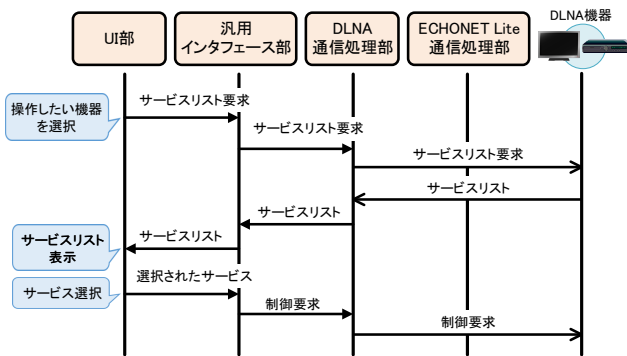 UI部
汎用
インタフェース部
DLNA
通信処理部
ECHONET Lite
通信処理部
DLNA機器
操作したい機器
を選択
サービスリスト要求
サービスリスト要求
サービスリスト要求
サービスリスト
サービスリスト
サービスリスト
サービスリスト
表示
選択されたサービス
サービス選択
制御要求
制御要求